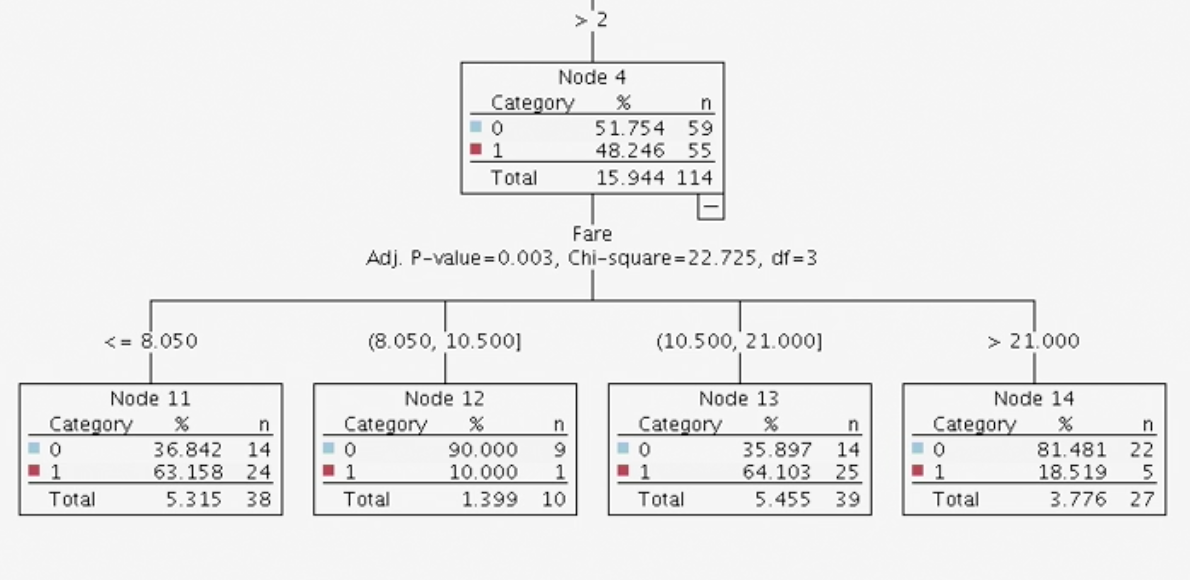 > 2
Node 4
Category % n
0 51.754 59
1 48.246 55
Total 15.944 114
Fare
Adj. P-value=0.003, Chi-square=22.725, df=3
<= 8.050
(8.050, 10.500]
(10.500, 21.000]
> 21.000
Node 11
Category % n
0 36.842 14
1 63.158 24
Total 5.315 38
Node 12
Category % n
0 90.000 9
1 10.000 1
Total 1.399 10
Node 13
Category % n
0 35.897 14
1 64.103 25
Total 5.455 39
Node 14
Category % n
0 81.481 22
1 18.519 5
Total 3.776 27